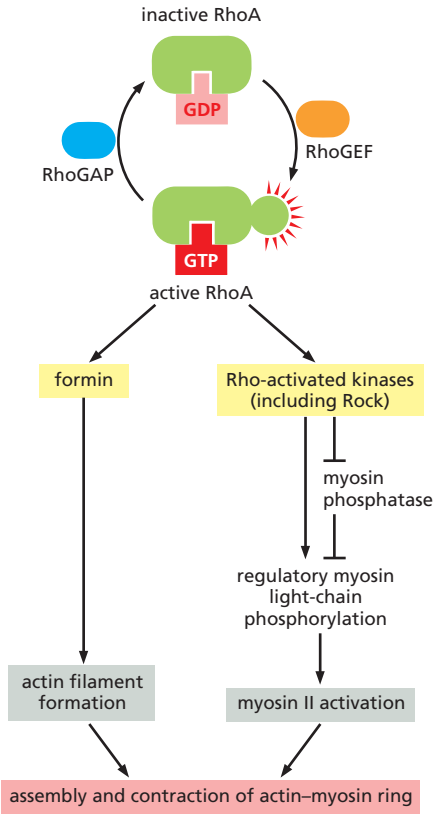 inactive RhoA
GDP
RhoGAP
RhoGEF
GTP
active RhoA
formin
Rho-activated kinases
(including Rock)
myosin
phosphatase
regulatory myosin
light-chain
phosphorylation
actin filament
formation
myosin II activation
assembly and contraction of actin–myosin ring